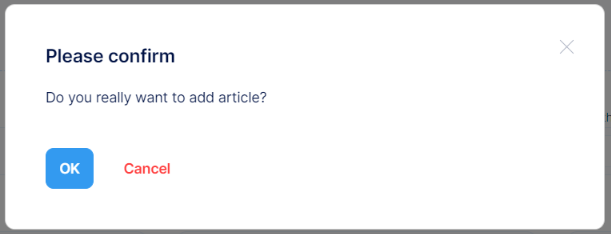 Please confirm
Do you really want to add article?
OK
Cancel